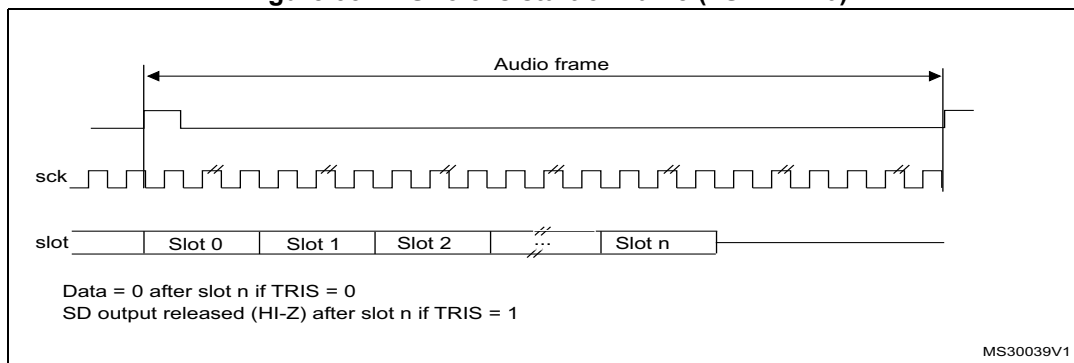 Audio frame
sck
slot
Slot 0
Slot 1
Slot 2
...
Slot n
Data = 0 after slot n if TRIS = 0
SD output released (HI-Z) after slot n if TRIS = 1
MS30039V1